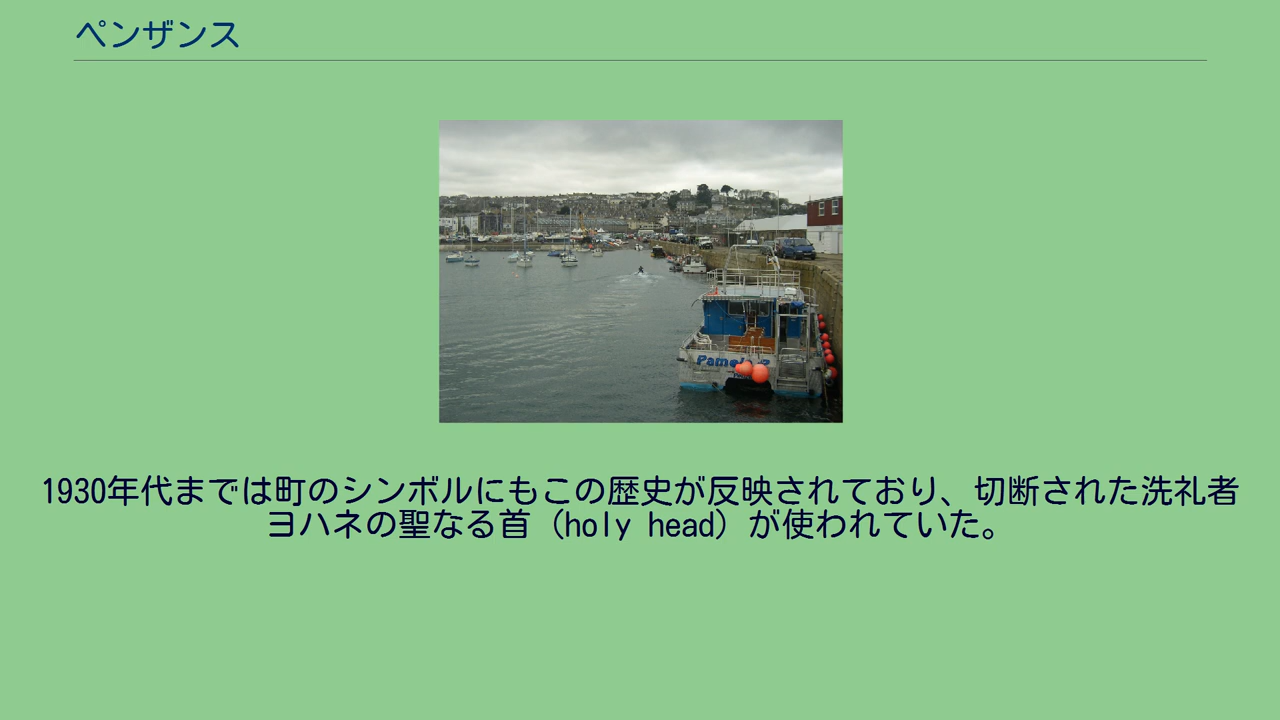 ペンザンス
1930年代までは町のシンボルにもこの歴史が反映されており、切断された洗礼者
ヨハネの聖なる首（holy head）が使われていた。